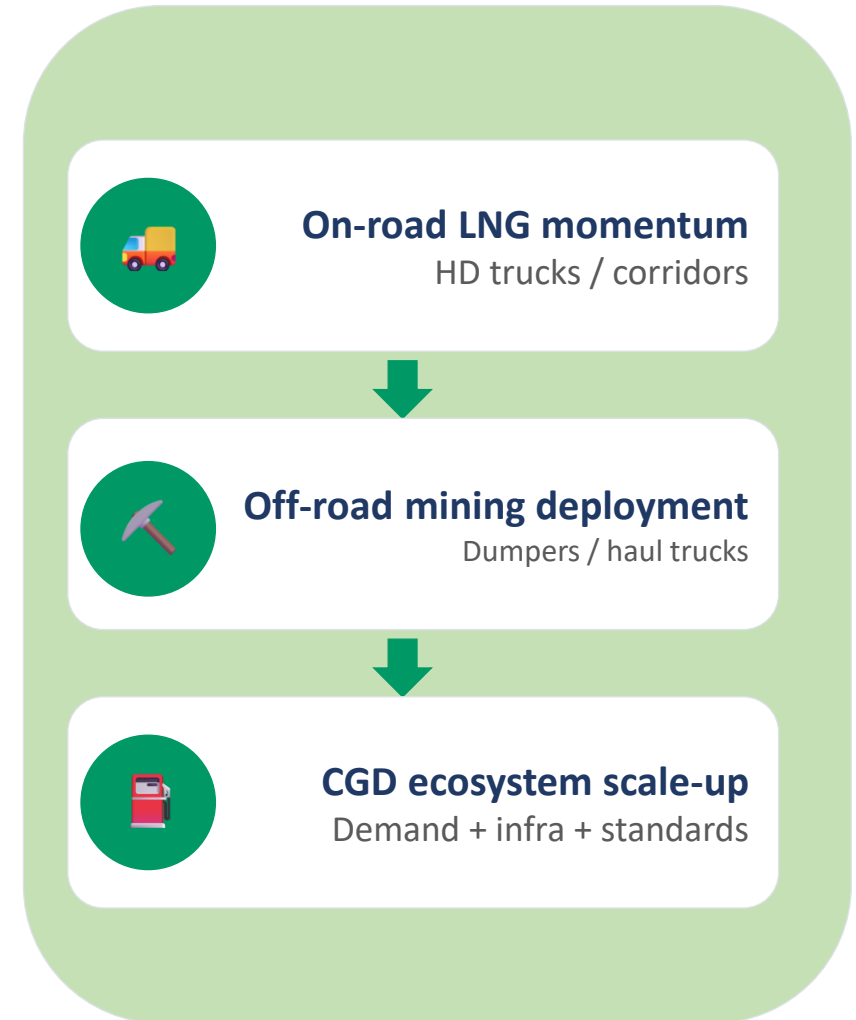 On-road LNG momentum
HD trucks / corridors
Off-road mining deployment
Dumpers / haul trucks
CGD ecosystem scale-up
Demand + infra + standards